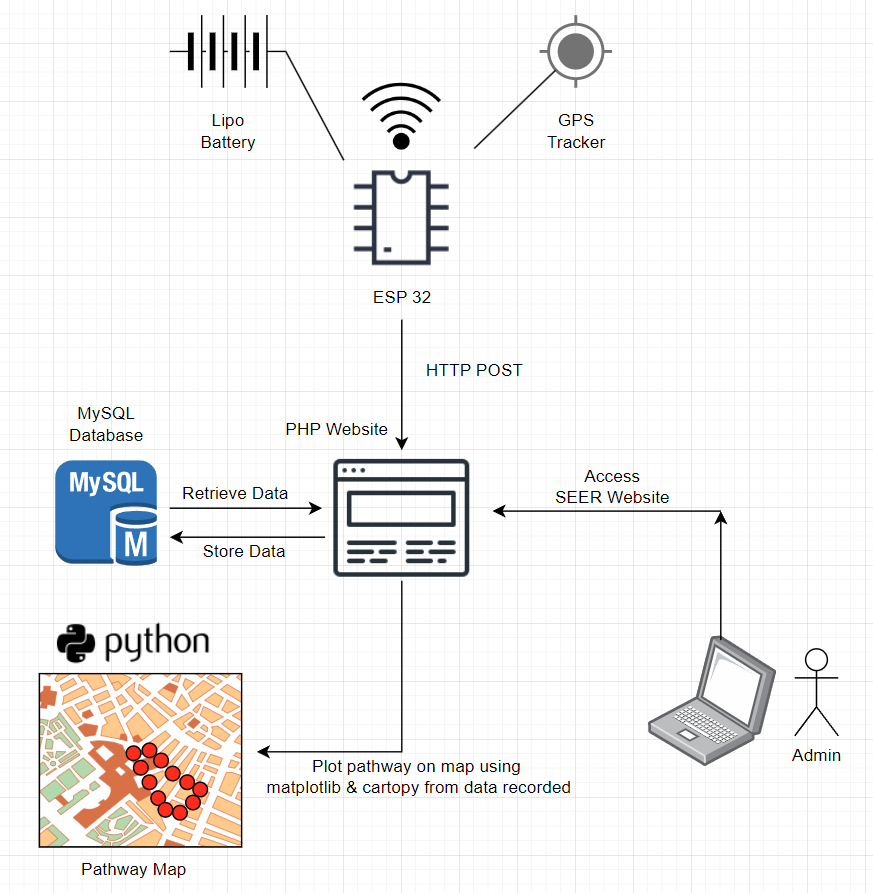 Lipo
Battery
GPS
Tracker
ESP 32
HTTP POST
MySQL
Database
PHP Website
MySQL
M
Retrieve Data
Store Data
Access
SEER Website
python
Admin
Plot pathway on map using
matplotlib & cartopy from data recorded
Pathway Map